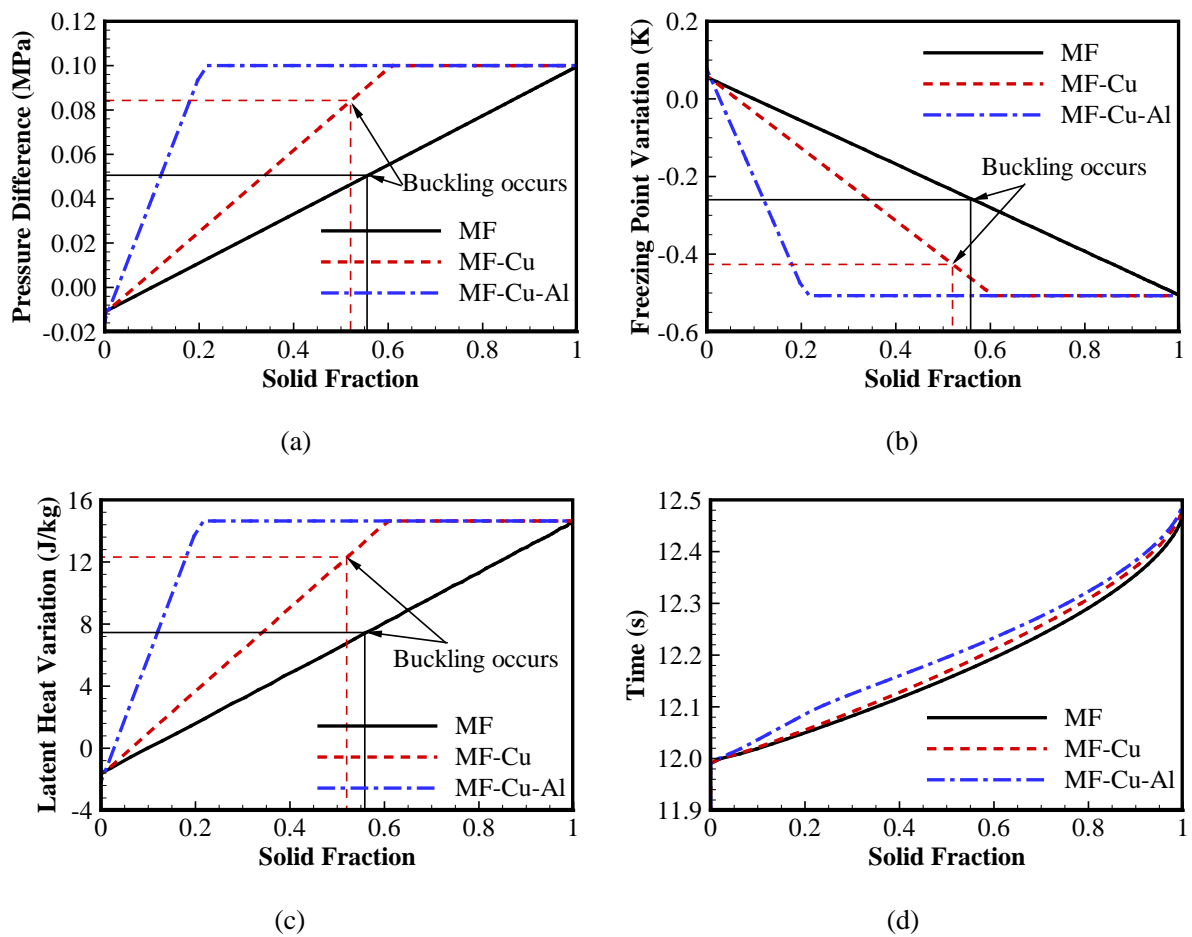 Pressure Difference (MPa)
0.12
0.10
0.08
0.06
0.04
0.02
0.00
-0.02
0
0.2
0.4
0.6
0.8
1
Solid Fraction
Buckling occurs
MF
MF-Cu
MF-Cu-Al
(a)
Freezing Point Variation (K)
0.2
0.0
-0.2
-0.4
-0.6
0
0.2
0.4
0.6
0.8
1
Solid Fraction
MF
MF-Cu
MF-Cu-Al
Buckling occurs
(b)
Latent Heat Variation (J/kg)
16
12
8
4
0
-4
0
0.2
0.4
0.6
0.8
1
Solid Fraction
Buckling occurs
MF
MF-Cu
MF-Cu-Al
(c)
Time (s)
12.5
12.4
12.3
12.2
12.1
12.0
11.9
0
0.2
0.4
0.6
0.8
1
Solid Fraction
MF
MF-Cu
MF-Cu-Al
(d)